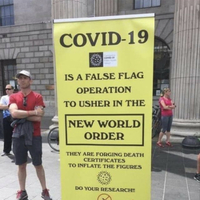 COVID-19
IS A FALSE FLAG
OPERATION
TO USHER IN THE
NEW WORLD
ORDER
THEY ARE FORGING DEATH
CERTIFICATES
TO INFLATE THE FIGURES
DO YOUR RESEARCH!